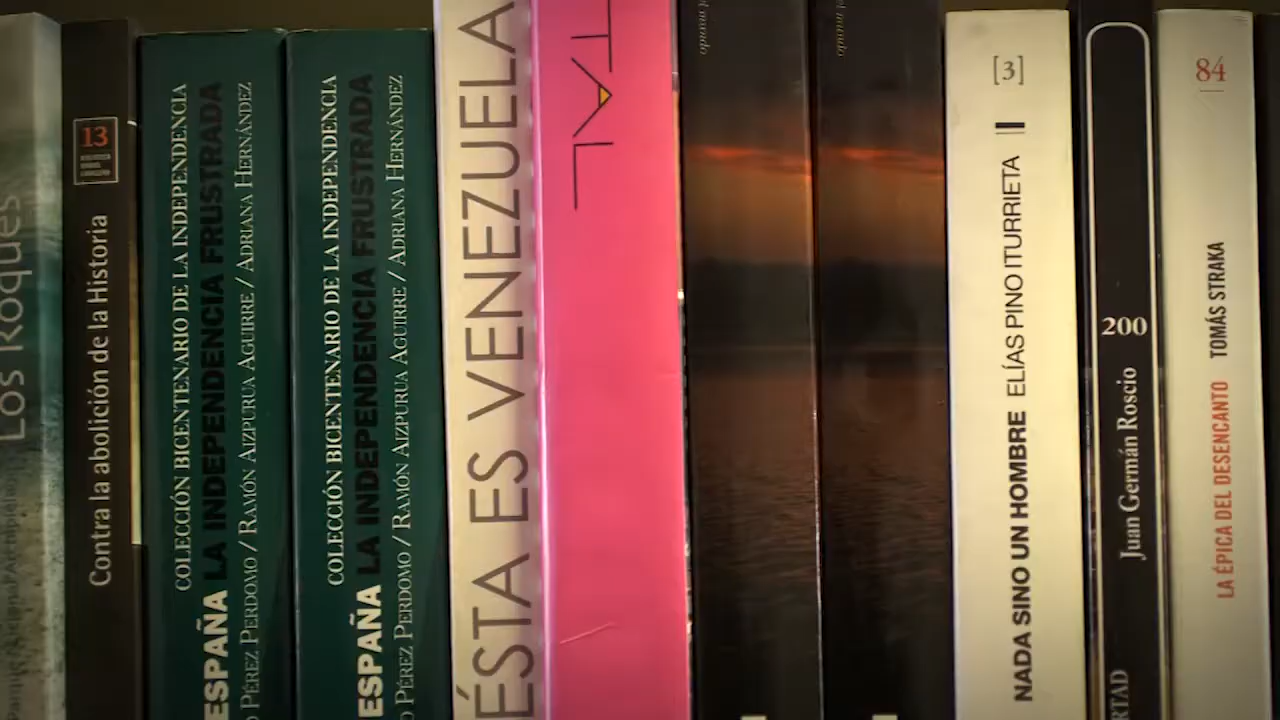 Los Roques
13
Contra la abolición de la Historia
COLECCIÓN BICENTENARIO DE LA INDEPENDENCIA
ESPAÑA LA INDEPENDENCIA FRUSTRADA
PÉREZ PERDOMO / RAMÓN AIZPURUA AGUIRRE / ADRIANA HERNÁNDEZ
COLECCIÓN BICENTENARIO DE LA INDEPENDENCIA
ESPAÑA LA INDEPENDENCIA FRUSTRADA
O PÉREZ PERDOMO / RAMÓN AIZPURUA AGUIRRE / ADRIANA HERNÁNDEZ
ÉSTA ES VENEZUELA
TAL
[3]
NADA SINO UN HOMBRE ELÍAS PINO ITURRIETA
200
Juan Germán Roscio
RTAD
84
LA ÉPICA DEL DESENCANTO TOMÁS STRAKA